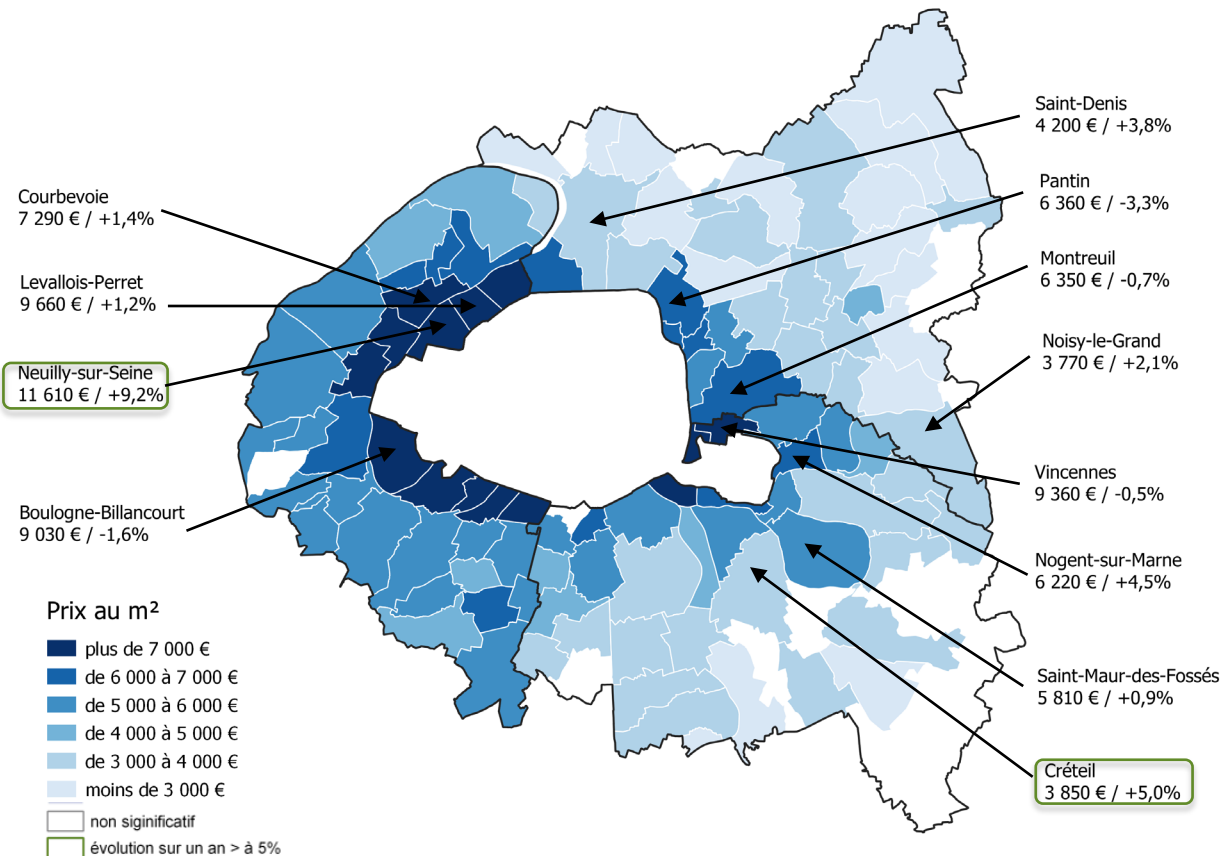 Saint-Denis
4 200 € / +3,8%
Pantin
6 360 € / -3,3%
Courbevoie
7 290 € / +1,4%
Montreuil
6 350 € / -0,7%
Levallois-Perret
9 660 € / +1,2%
Noisy-le-Grand
3 770 € / +2,1%
Neuilly-sur-Seine
11 610 € / +9,2%
Vincennes
9 360 € / -0,5%
Boulogne-Billancourt
9 030 € / -1,6%
Nogent-sur-Marne
6 220 € / +4,5%
Saint-Maur-des-Fossés
5 810 € / +0,9%
Créteil
3 850 € / +5,0%
Prix au m²
plus de 7 000 €
de 6 000 à 7 000 €
de 5 000 à 6 000 €
de 4 000 à 5 000 €
de 3 000 à 4 000 €
moins de 3 000 €
non siginificatif
évolution sur un an > à 5%